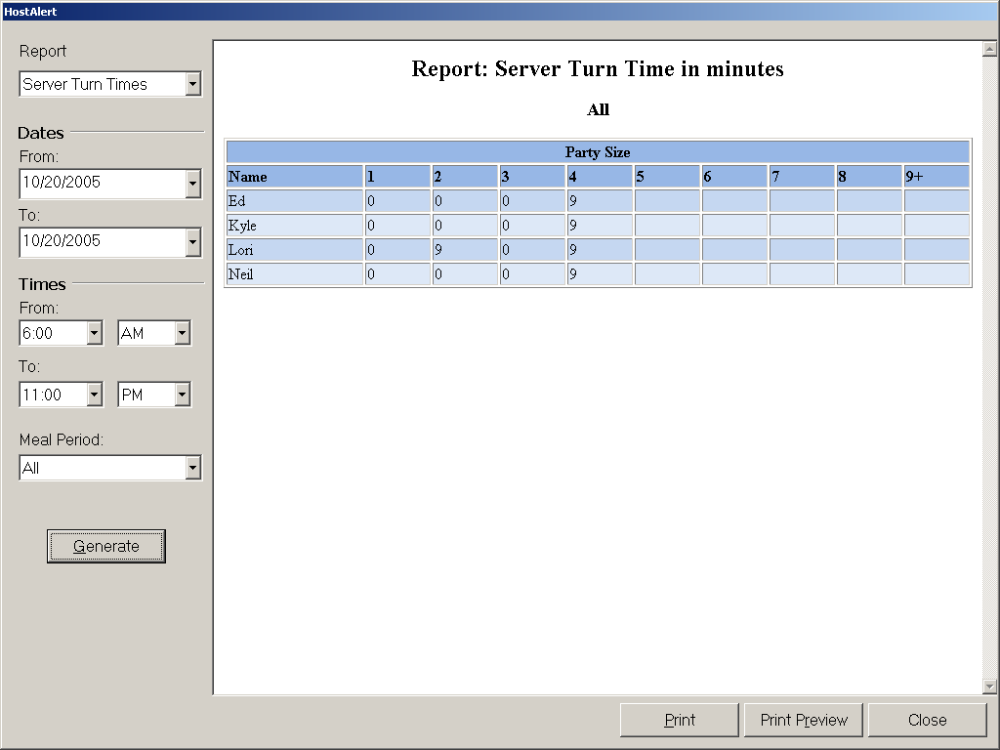 HostAlert
Report
Server Turn Times
Dates
From:
10/20/2005
To:
10/20/2005
Times
From:
6:00 AM
To:
11:00 PM
Meal Period:
All
Generate
Report: Server Turn Time in minutes
All
Party Size
Name 1 2 3 4 5 6 7 8 9+
Ed 0 0 0 9
Kyle 0 0 0 9
Lori 0 9 0 9
Neil 0 0 0 9
Print Print Preview Close